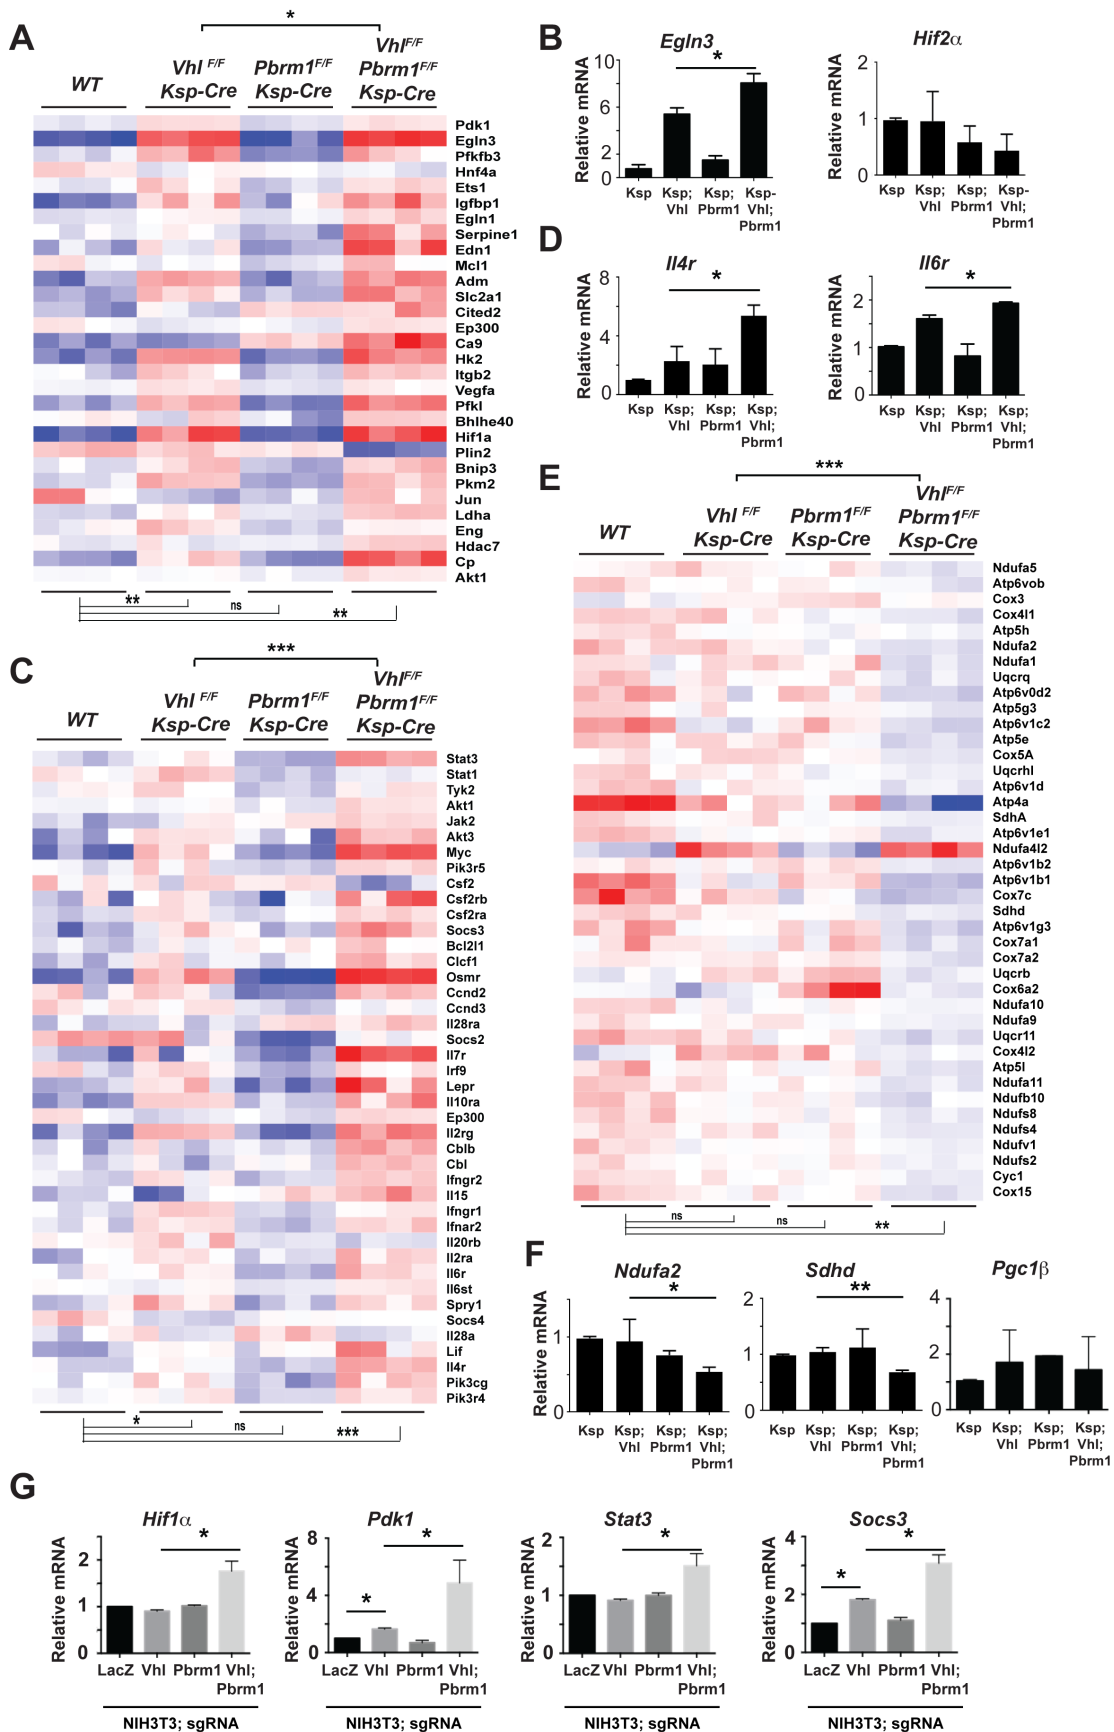 A
*
WT
Vhl F/F
Ksp-Cre
Pbrm1F/F
Ksp-Cre
VhlF/F
Pbrm1F/F
Ksp-Cre
Pdk1
Egln3
Pfkfb3
Hnf4a
Ets1
Igfbp1
Egln1
Serpine1
Edn1
Mcl1
Adm
Slc2a1
Cited2
Ep300
Ca9
Hk2
Itgb2
Vegfa
Pfkl
Bhlhe40
Hif1a
Plin2
Bnip3
Pkm2
Jun
Ldha
Eng
Hdac7
Cp
Akt1
** ns **
B
Egln3
*
Relative mRNA
10
6
2
0
Ksp
Ksp;
Vhl
Ksp;
Pbrm1
Ksp-
Vhl;
Pbrm1
Hif2α
Relative mRNA
2
1
0
Ksp
Ksp;
Vhl
Ksp;
Pbrm1
Ksp-
Vhl;
Pbrm1
C
***
WT
Vhl F/F
Ksp-Cre
Pbrm1F/F
Ksp-Cre
VhlF/F
Pbrm1F/F
Ksp-Cre
Stat3
Stat1
Tyk2
Akt1
Jak2
Akt3
Myc
Pik3r5
Csf2
Csf2rb
Csf2ra
Socs3
Bcl2l1
Clcf1
Osmr
Ccnd2
Ccnd3
Il28ra
Socs2
Il7r
Irf9
Lepr
Il10ra
Ep300
Il2rg
Cblb
Cbl
Ifngr2
Il15
Ifngr1
Ifnar2
Il20rb
Il2ra
Il6r
Il6st
Spry1
Socs4
Il28a
Lif
Il4r
Pik3cg
Pik3r4
* ns ***
D
Il4r
*
Relative mRNA
8
4
0
Ksp
Ksp;
Vhl
Ksp;
Pbrm1
Ksp;
Vhl;
Pbrm1
Il6r
*
Relative mRNA
2
1
0
Ksp
Ksp;
Vhl
Ksp;
Pbrm1
Ksp;
Vhl;
Pbrm1
E
***
WT
Vhl F/F
Ksp-Cre
Pbrm1F/F
Ksp-Cre
VhlF/F
Pbrm1F/F
Ksp-Cre
Ndufa5
Atp6vob
Cox3
Cox4l1
Atp5h
Ndufa2
Ndufa1
Uqcrq
Atp6v0d2
Atp5g3
Atp6v1c2
Atp5e
Cox5A
Uqcrhl
Atp6v1d
Atp4a
SdhA
Atp6v1e1
Ndufa4l2
Atp6v1b2
Atp6v1b1
Cox7c
Sdhd
Atp6v1g3
Cox7a1
Cox7a2
Uqcrb
Cox6a2
Ndufa10
Ndufa9
Uqcr11
Cox4l2
Atp5l
Ndufa11
Ndufb10
Ndufs8
Ndufs4
Ndufv1
Ndufs2
Cyc1
Cox15
ns ns **
F
Ndufa2
*
Relative mRNA
1
0
Ksp
Ksp;
Vhl
Ksp;
Pbrm1
Ksp;
Vhl;
Pbrm1
Sdhd
**
2
1
0
Ksp
Ksp;
Vhl
Ksp;
Pbrm1
Ksp;
Vhl;
Pbrm1
Pgc1β
4
2
0
Ksp
Ksp;
Vhl
Ksp;
Pbrm1
Ksp;
Vhl;
Pbrm1
G
Hif1α
*
Relative mRNA
2
1
0
LacZ Vhl Pbrm1 Vhl;
Pbrm1
NIH3T3; sgRNA
Pdk1
*
*
Relative mRNA
8
4
0
LacZ Vhl Pbrm1 Vhl;
Pbrm1
NIH3T3; sgRNA
Stat3
*
Relative mRNA
2
1
0
LacZ Vhl Pbrm1 Vhl;
Pbrm1
NIH3T3; sgRNA
Socs3
*
*
Relative mRNA
4
2
0
LacZ Vhl Pbrm1 Vhl;
Pbrm1
NIH3T3; sgRNA